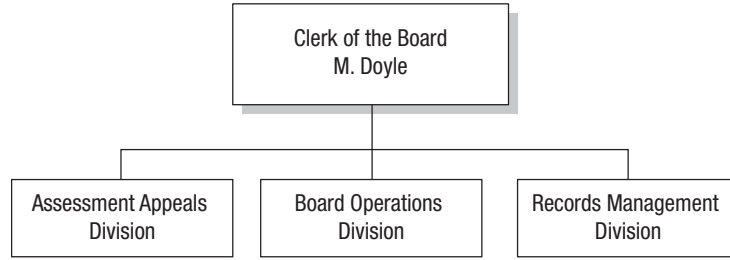 Clerk of the Board
M. Doyle
Assessment Appeals
Division
Board Operations
Division
Records Management
Division